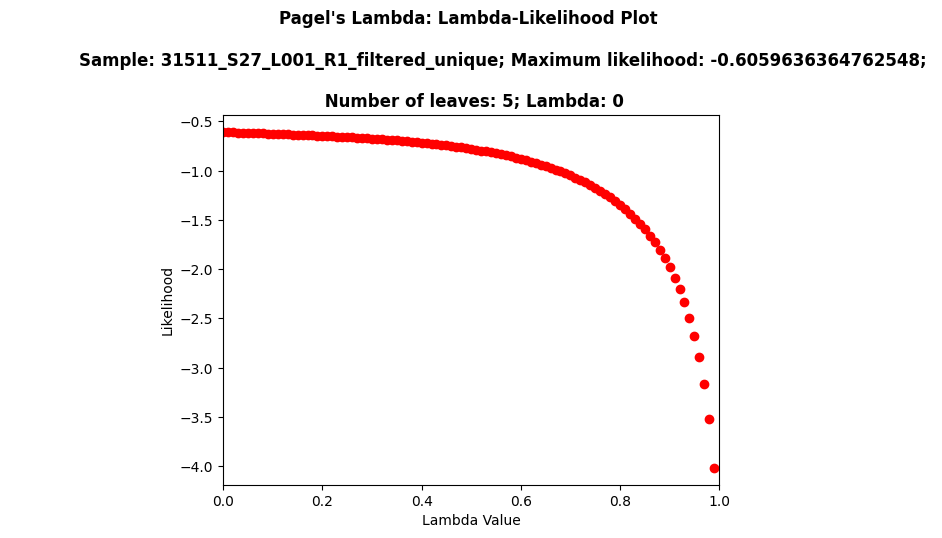 Pagel's Lambda: Lambda-Likelihood Plot
Sample: 31511_S27_L001_R1_filtered_unique; Maximum likelihood: -0.6059636364762548;
Number of leaves: 5; Lambda: 0
−0.5
−1.0
−1.5
−2.0
−2.5
−3.0
−3.5
−4.0
Likelihood
0.0 0.2 0.4 0.6 0.8 1.0
Lambda Value